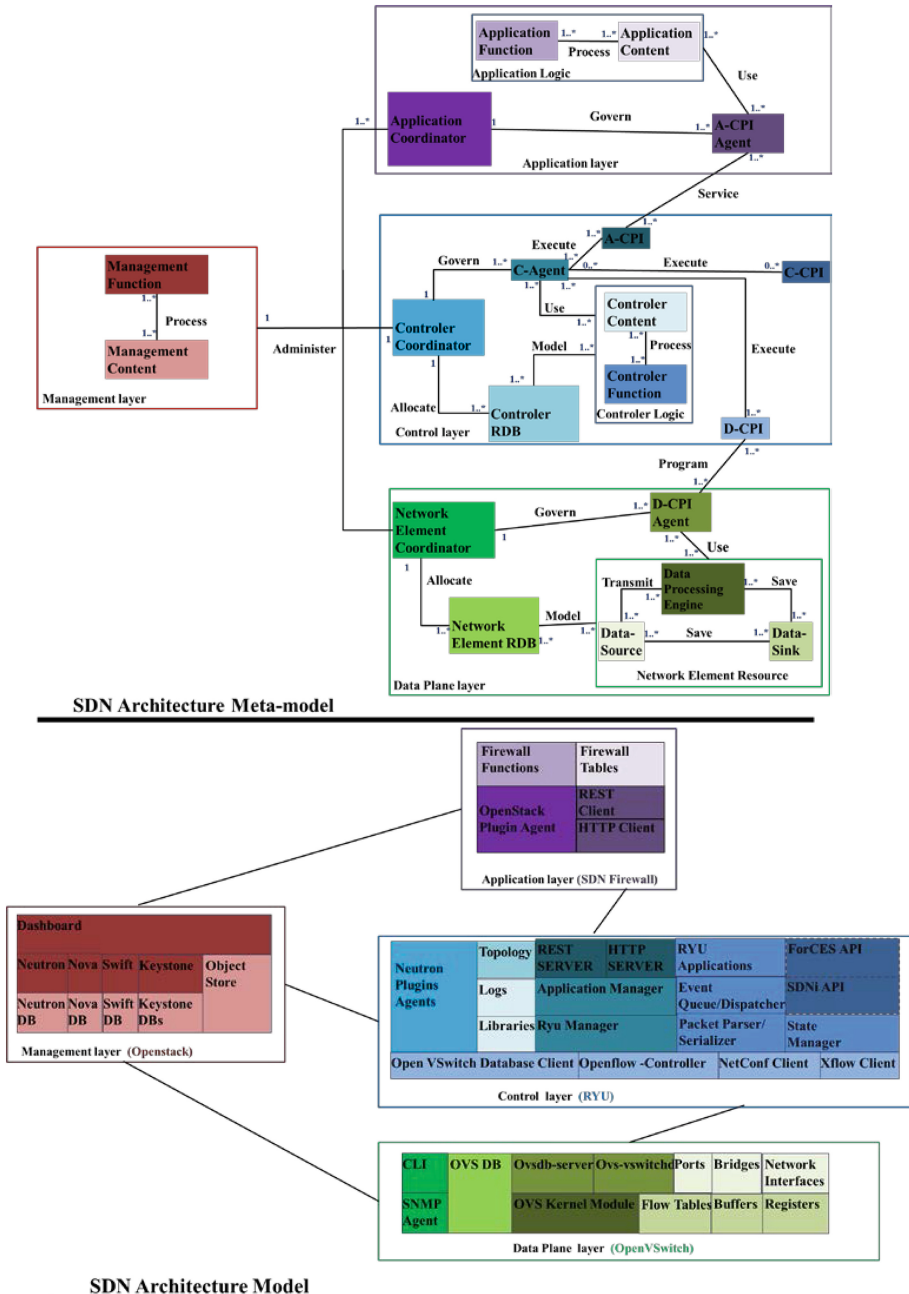 Application
Function
1..*
1..*
Process
Application
Content
1..*
Application Logic
Use
1..*
Application
Coordinator
1
Govern
1..*
1..*
A-CPI
Agent
1..*
Application layer
Service
1..*
A-CPI
1..*
Execute
Govern
1..*
C-Agent
1..*
0..*
Execute
0..*
C-CPI
1..*
1..*
Management
Function
1..*
Process
1..*
Management
Content
Management layer
1
Administer
1
Controler
Coordinator
1
1
Use
1..*
Controler
Content
1..*
Process
1..*
Controler
Function
Controler Logic
Model
1..*
1..*
Execute
Allocate
1..*
Controler
RDB
Control layer
1..*
D-CPI
1..*
Program
1..*
Network
Element
Coordinator
1
Govern
1..*
D-CPI
Agent
1..*
1..*
Use
1
Allocate
1..*
Network
Element RDB
1..*
Model
1..*
Transmit
1..*
Data
Processing
Engine
1..*
Save
1..*
1..*
Data-
Source
1..*
Save
1..*
Data-
Sink
Network Element Resource
Data Plane layer
SDN Architecture Meta-model
Firewall
Functions
Firewall
Tables
OpenStack
Plugin Agent
REST
Client
HTTP Client
Application layer (SDN Firewall)
Dashboard
Neutron
Nova
Swift
Keystone
Object
Store
Neutron
DB
Nova
DB
Swift
DB
Keystone
DBs
Management layer (Openstack)
Neutron
Plugins
Agents
Topology
Logs
Libraries
REST
SERVER
HTTP
SERVER
Application Manager
Ryu Manager
RYU
Applications
Event
Queue/Dispatcher
Packet Parser/
Serializer
ForCES API
SDNi API
State
Manager
Open VSwitch Database Client
Openflow -Controller
NetConf Client
Xflow Client
Control layer (RYU)
CLI
SNMP
Agent
OVS DB
Ovsdb-server
Ovs-vswitchd
Ports
Bridges
Network
Interfaces
OVS Kernel Module
Flow Tables
Buffers
Registers
Data Plane layer (OpenVSwitch)
SDN Architecture Model